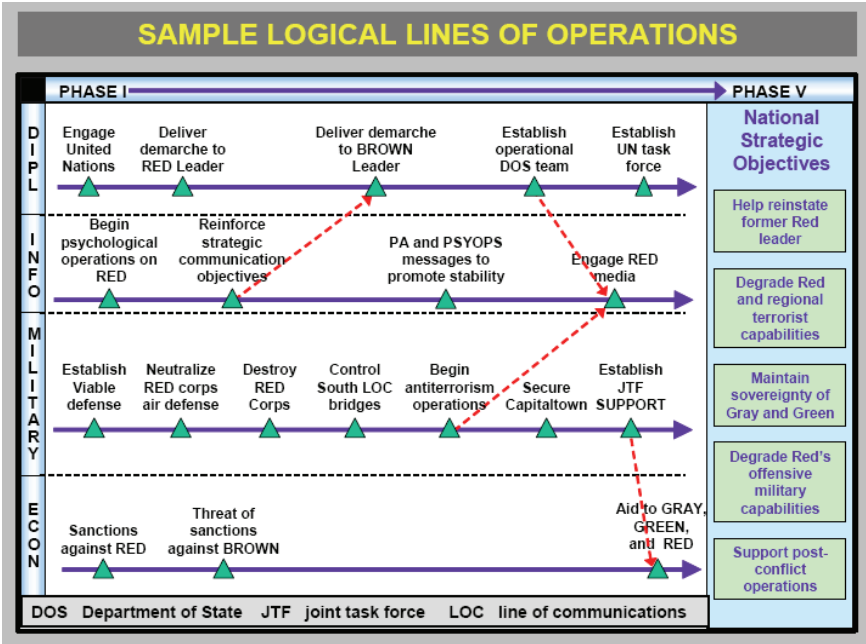 SAMPLE LOGICAL LINES OF OPERATIONS
PHASE I
PHASE V
DIPL
Engage
United
Nations
Deliver
demarche to
RED Leader
Deliver demarche
to BROWN
Leader
Establish
operational
DOS team
Establish
UN task
force
INFO
Begin
psychological
operations on
RED
Reinforce
strategic
communication
objectives
PA and PSYOPS
messages to
promote stability
Engage RED
media
MILITARY
Establish
Viable
defense
Neutralize
RED corps
air defense
Destroy
RED
Corps
Control
South LOC
bridges
Begin
antiterrorism
operations
Secure
Capitaltown
Establish
JTF
SUPPORT
ECON
Sanctions
against RED
Threat of
sanctions
against BROWN
Aid to GRAY,
GREEN,
and RED
National
Strategic
Objectives
Help reinstate
former Red
leader
Degrade Red
and regional
terrorist
capabilities
Maintain
sovereignty of
Gray and Green
Degrade Red's
offensive
military
capabilities
Support post-
conflict
operations
DOS Department of State JTF joint task force LOC line of communications